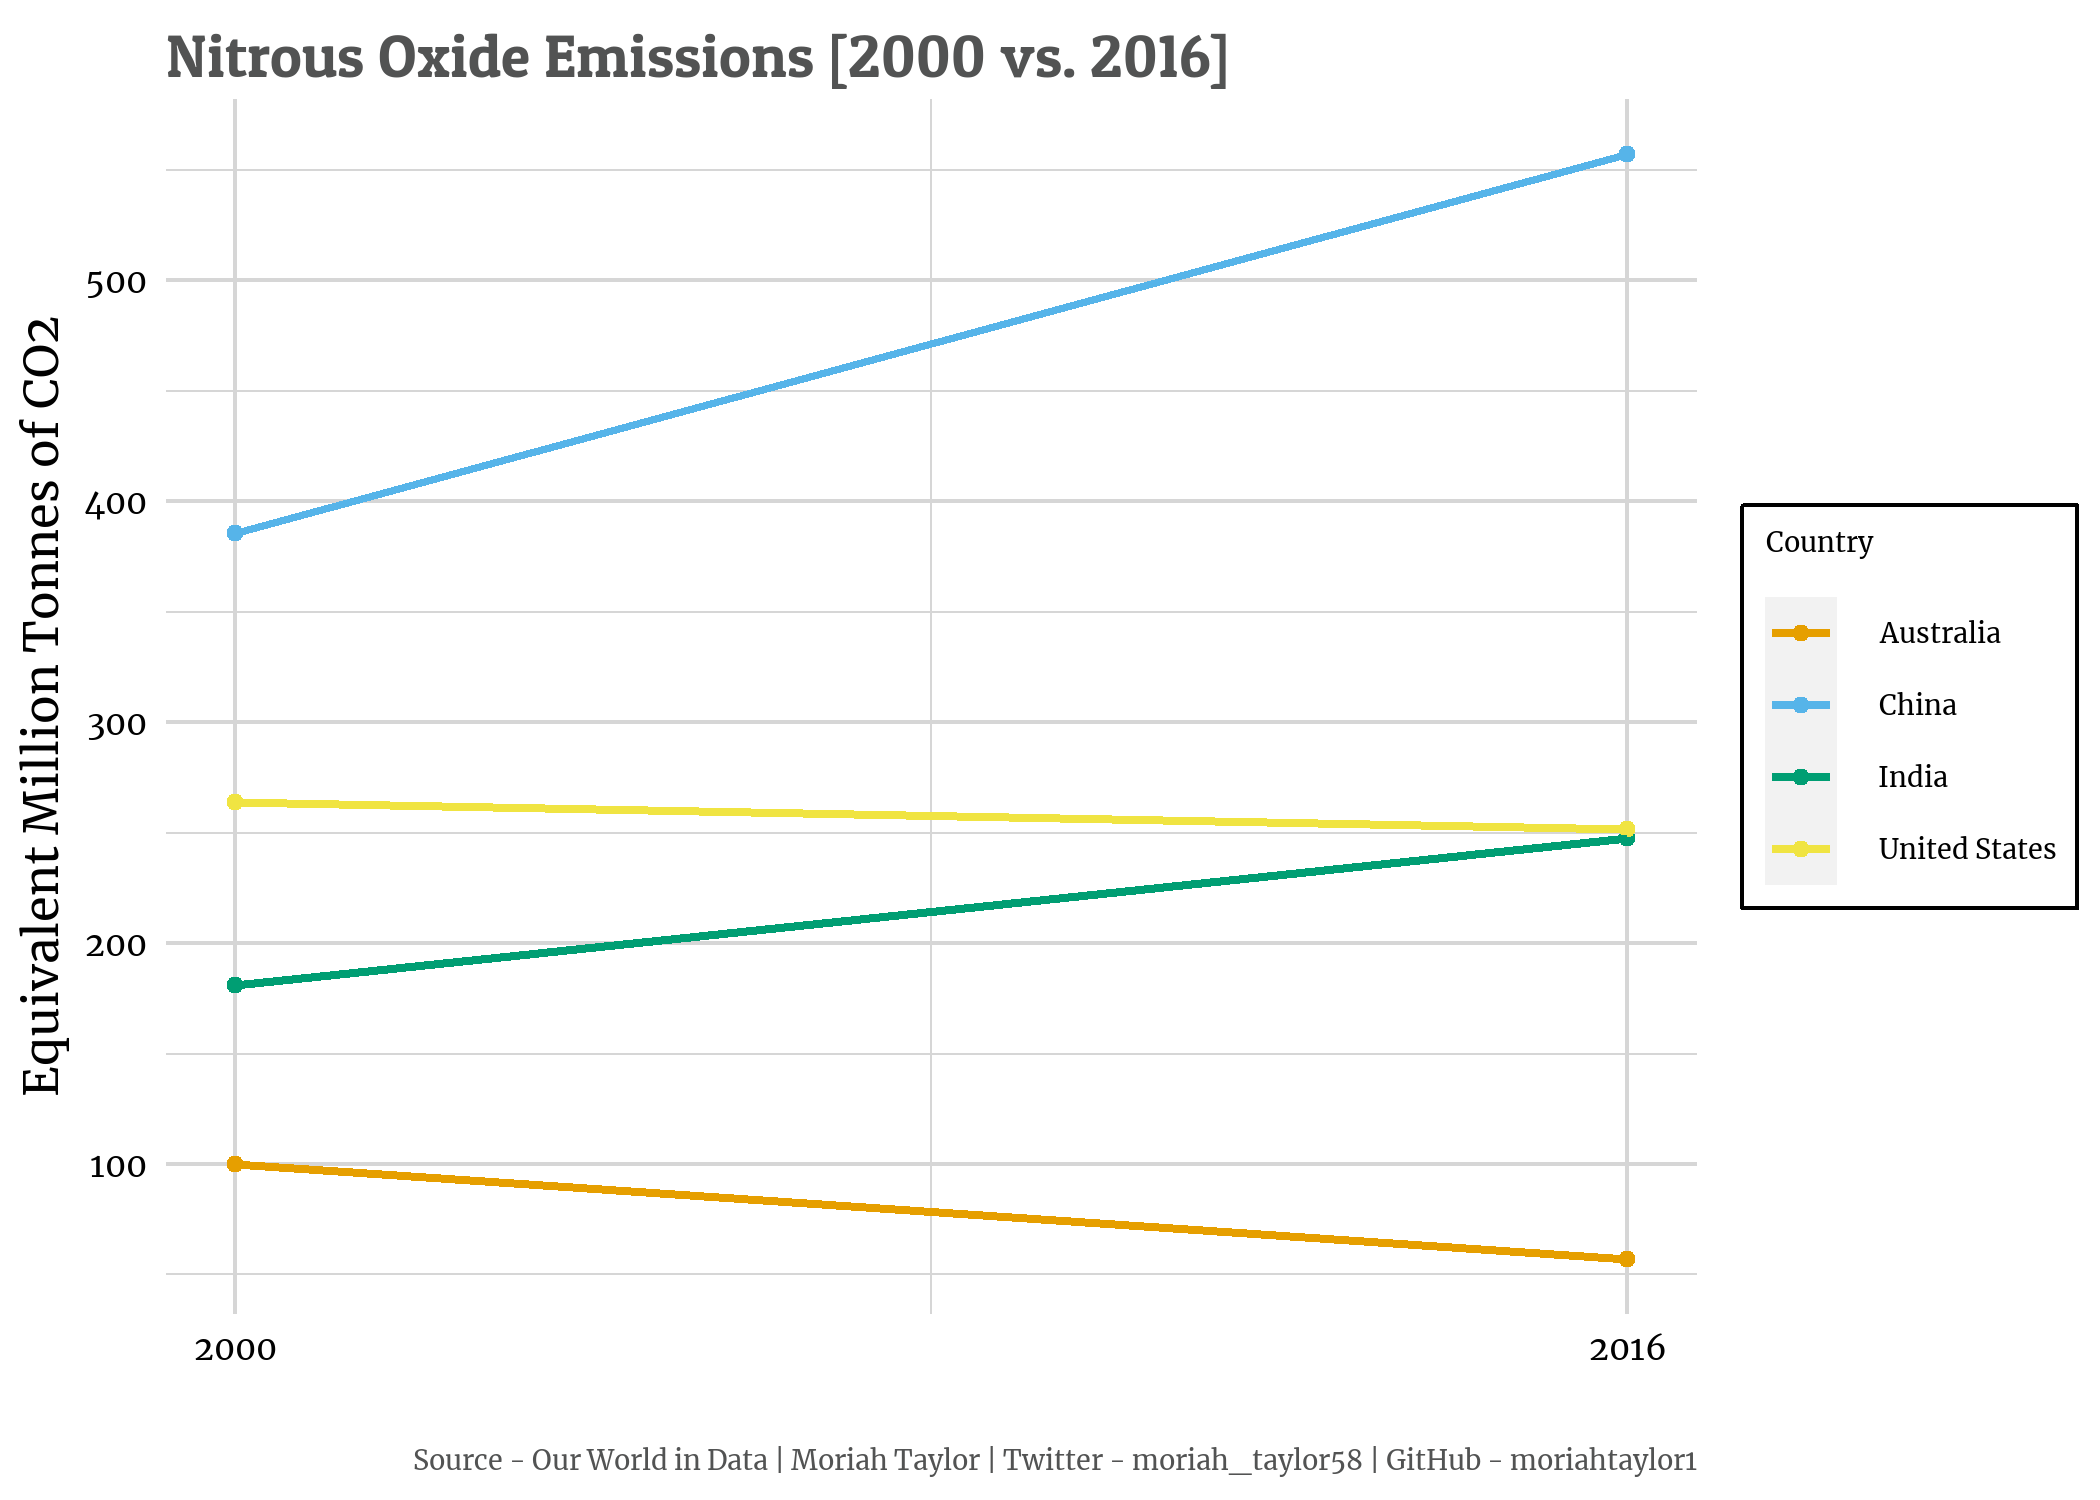 Nitrous Oxide Emissions [2000 vs. 2016]
Equivalent Million Tonnes of CO2
500
400
300
200
100
2000
2016
Country
Australia
China
India
United States
Source - Our World in Data | Moriah Taylor | Twitter - moriah_taylor58 | GitHub - moriahtaylor1